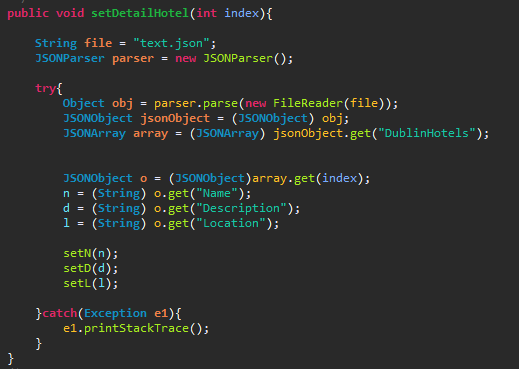 public void setDetailHotel(int index){
String file = "text.json";
JSONParser parser = new JSONParser();
try{
Object obj = parser.parse(new FileReader(file));
JSONObject jsonObject = (JSONObject) obj;
JSONArray array = (JSONArray) jsonObject.get("DublinHotels");
JSONObject o = (JSONObject)array.get(index);
n = (String) o.get("Name");
d = (String) o.get("Description");
l = (String) o.get("Location");
setN(n);
setD(d);
setL(l);
}catch(Exception e1){
e1.printStackTrace();
}
}